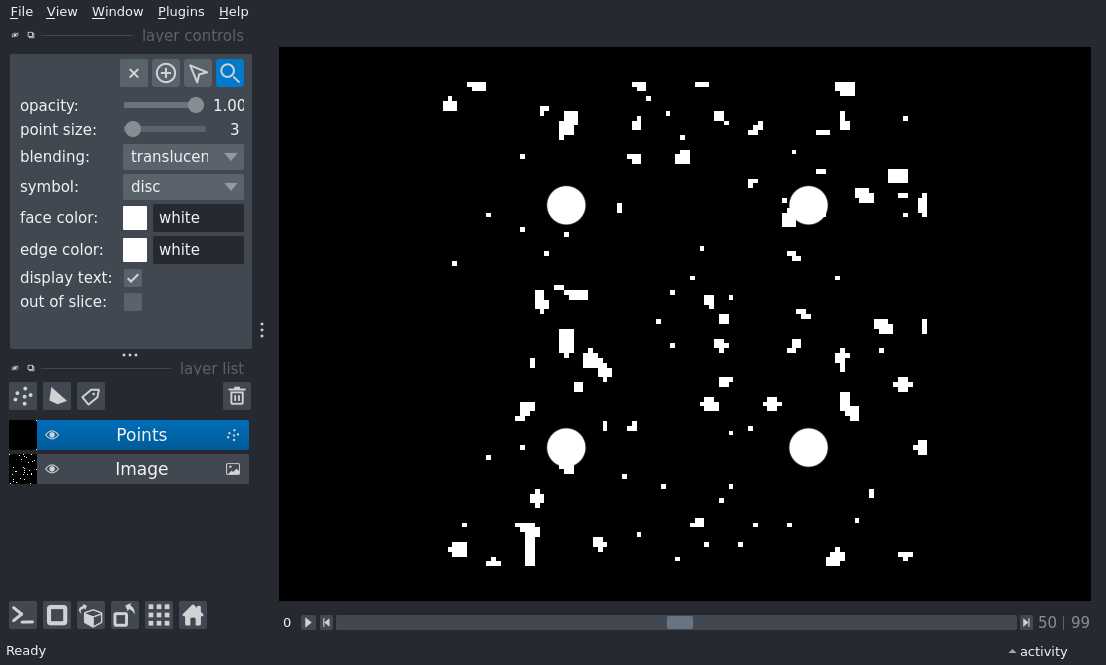 File View Window Plugins Help
layer controls
opacity: 1.00
point size: 3
blending: translucen
symbol: disc
face color: white
edge color: white
display text:
out of slice:
layer list
Points
Image
0 50 | 99
Ready activity